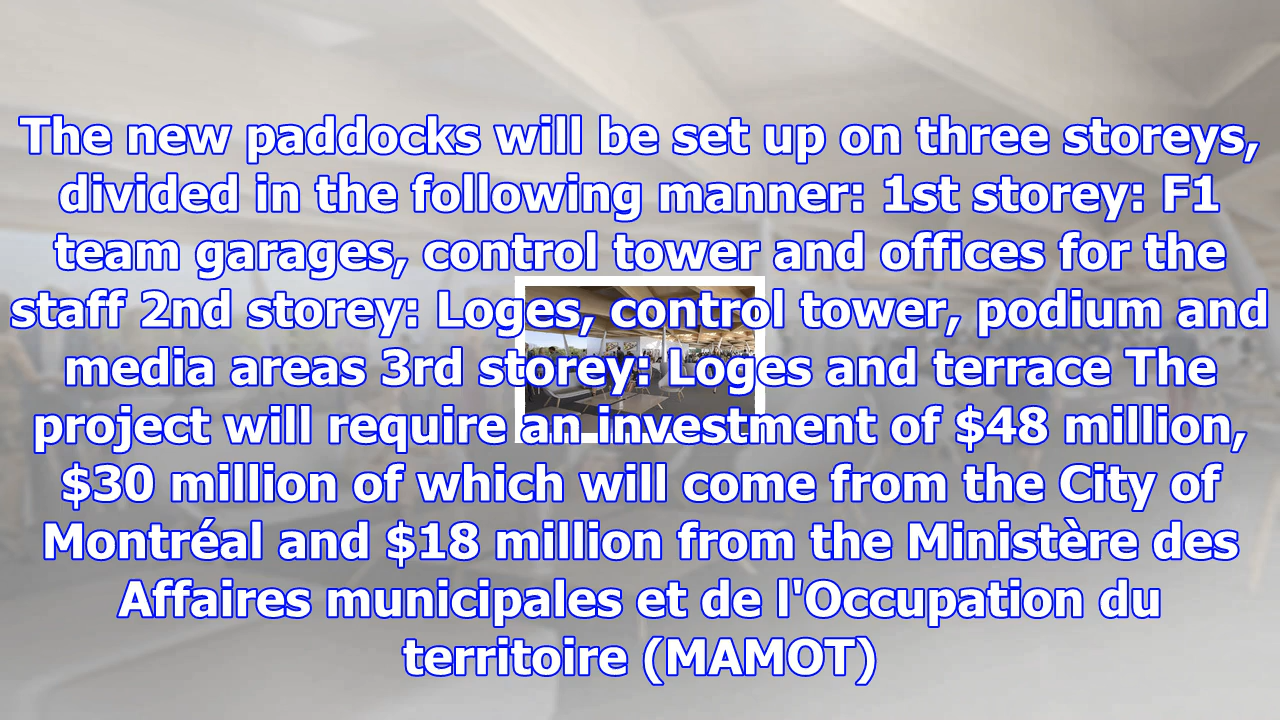 The new paddocks will be set up on three storeys,
divided in the following manner: 1st storey: F1
team garages, control tower and offices for the
staff 2nd storey: Loges, control tower, podium and
media areas 3rd storey: Loges and terrace The
project will require an investment of $48 million,
$30 million of which will come from the City of
Montréal and $18 million from the Ministère des
Affaires municipales et de l'Occupation du
territoire (MAMOT)